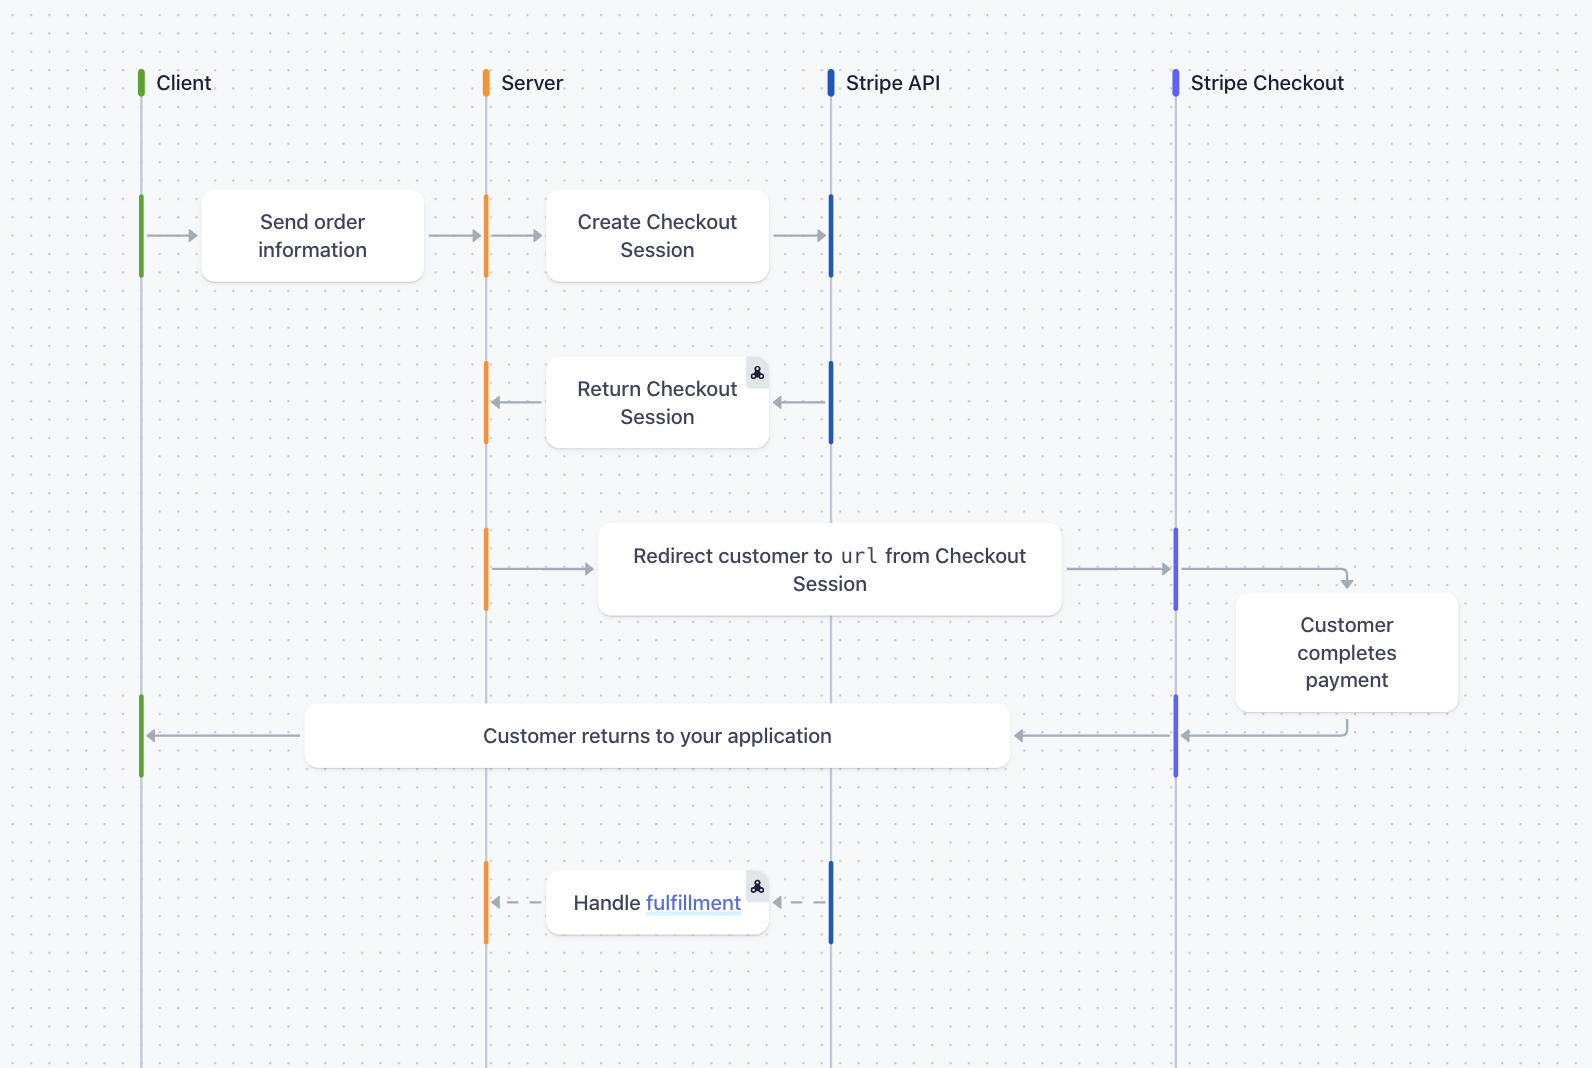 Client
Server
Stripe API
Stripe Checkout
Send order
information
Create Checkout
Session
Return Checkout
Session
Redirect customer to url from Checkout
Session
Customer
completes
payment
Customer returns to your application
Handle fulfillment